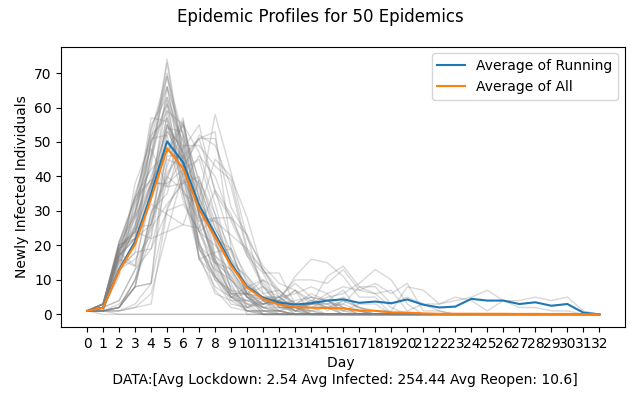 Epidemic Profiles for 50 Epidemics
Average of Running
Average of All
Newly Infected Individuals
70
60
50
40
30
20
10
0
0 1 2 3 4 5 6 7 8 9 10 11 12 13 14 15 16 17 18 19 20 21 22 23 24 25 26 27 28 29 30 31 32
Day
DATA:[Avg Lockdown: 2.54 Avg Infected: 254.44 Avg Reopen: 10.6]